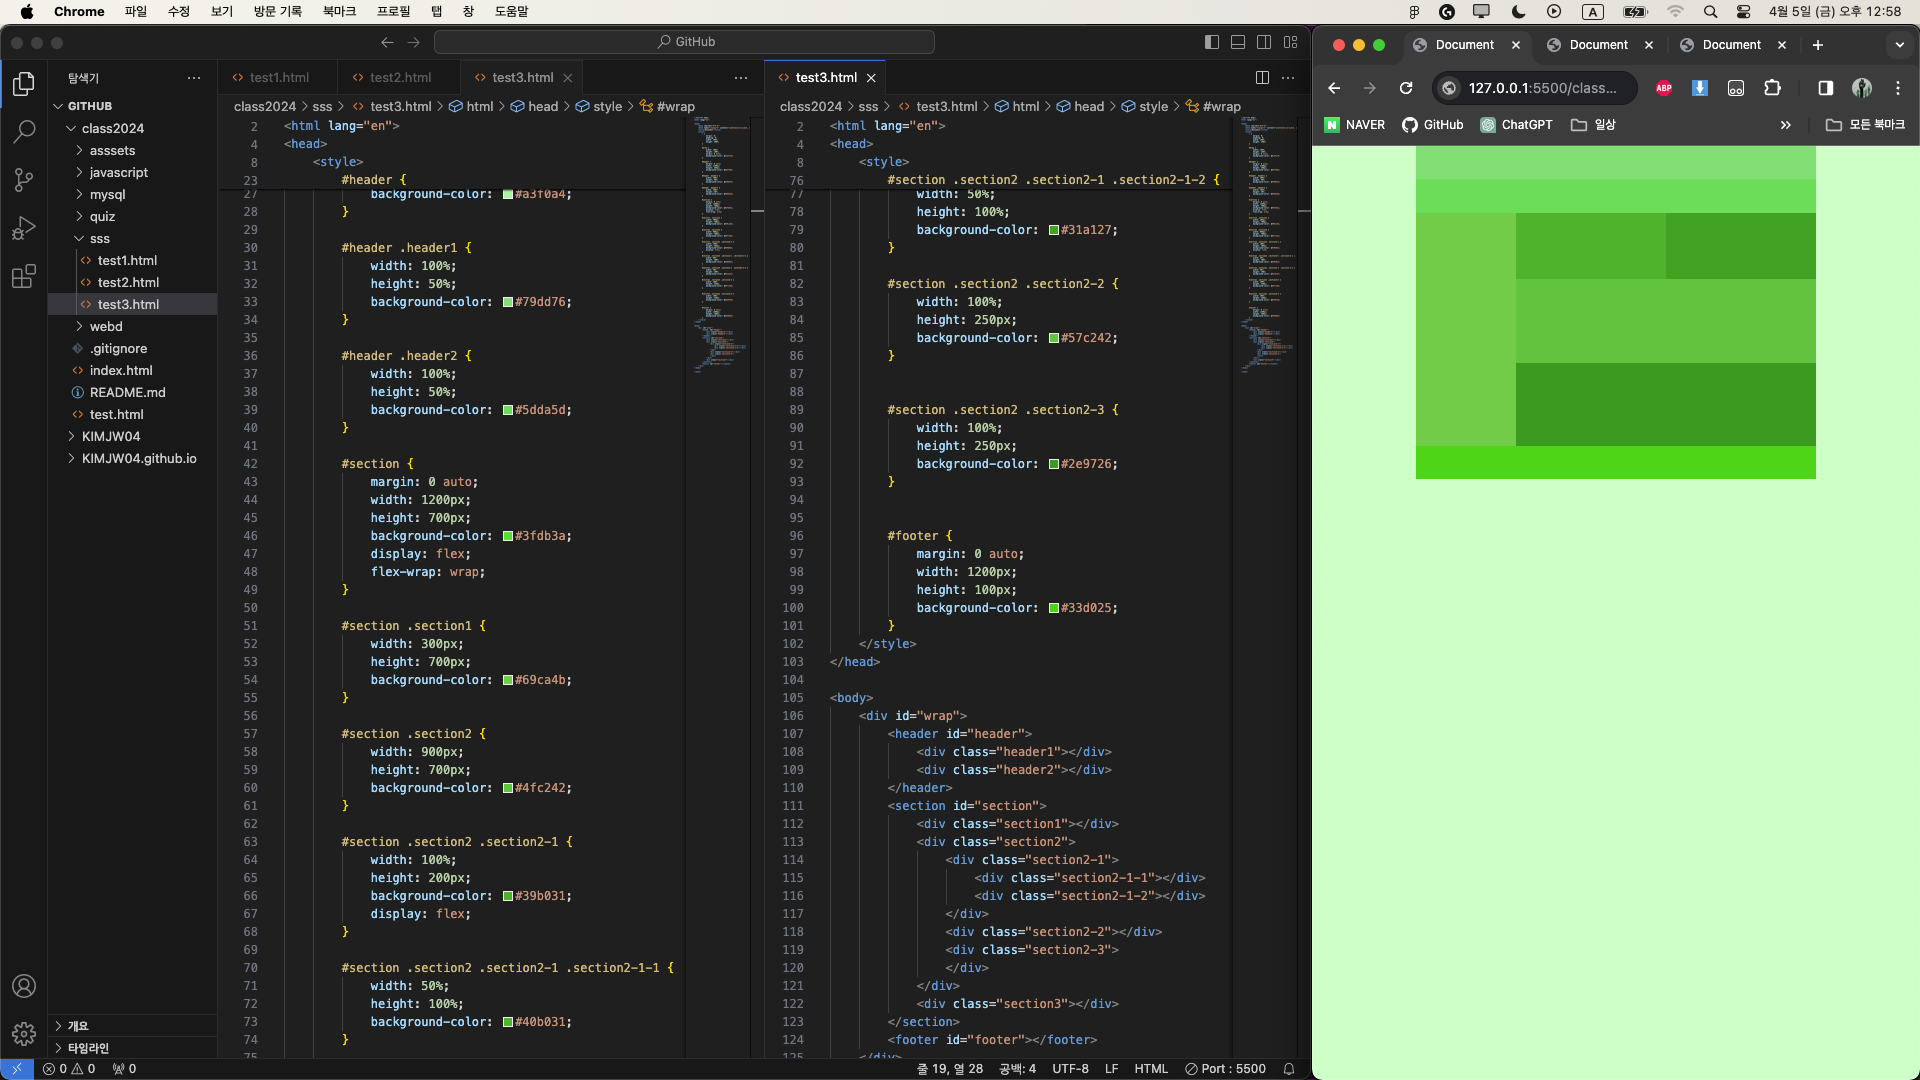 Chrome 파일 수정 보기 방문 기록 북마크 프로필 탭 창 도움말
A 4월 5일 (금) 오후 12:58
GitHub
탐색기
GITHUB
class2024
asssets
javascript
mysql
quiz
sss
test1.html
test2.html
test3.html
webd
.gitignore
index.html
README.md
test.html
KIMJW04
KIMJW04.github.io
개요
타임라인
test1.html test2.html test3.html
class2024 > sss > test3.html > html > head > style > #wrap
2 <html lang="en">
4 <head>
8 <style>
23 #header {
27 background-color: #a3f0a4;
28 }
29
30 #header .header1 {
31 width: 100%;
32 height: 50%;
33 background-color: #79dd76;
34 }
35
36 #header .header2 {
37 width: 100%;
38 height: 50%;
39 background-color: #5dda5d;
40 }
41
42 #section {
43 margin: 0 auto;
44 width: 1200px;
45 height: 700px;
46 background-color: #3fdb3a;
47 display: flex;
48 flex-wrap: wrap;
49 }
50
51 #section .section1 {
52 width: 300px;
53 height: 700px;
54 background-color: #69ca4b;
55 }
56
57 #section .section2 {
58 width: 900px;
59 height: 700px;
60 background-color: #4fc242;
61 }
62
63 #section .section2 .section2-1 {
64 width: 100%;
65 height: 200px;
66 background-color: #39b031;
67 display: flex;
68 }
69
70 #section .section2 .section2-1 .section2-1-1 {
71 width: 50%;
72 height: 100%;
73 background-color: #40b031;
74 }
75
test3.html
class2024 > sss > test3.html > html > head > style > #wrap
2 <html lang="en">
4 <head>
8 <style>
76 #section .section2 .section2-1 .section2-1-2 {
77 width: 50%;
78 height: 100%;
79 background-color: #31a127;
80 }
81
82 #section .section2 .section2-2 {
83 width: 100%;
84 height: 250px;
85 background-color: #57c242;
86 }
87
88
89 #section .section2 .section2-3 {
90 width: 100%;
91 height: 250px;
92 background-color: #2e9726;
93 }
94
95
96 #footer {
97 margin: 0 auto;
98 width: 1200px;
99 height: 100px;
100 background-color: #33d025;
101 }
102 </style>
103 </head>
104
105 <body>
106 <div id="wrap">
107 <header id="header">
108 <div class="header1"></div>
109 <div class="header2"></div>
110 </header>
111 <section id="section">
112 <div class="section1"></div>
113 <div class="section2">
114 <div class="section2-1">
115 <div class="section2-1-1"></div>
116 <div class="section2-1-2"></div>
117 </div>
118 <div class="section2-2"></div>
119 <div class="section2-3">
120 </div>
121 </div>
122 <div class="section3"></div>
123 </section>
124 <footer id="footer"></footer>
125 </div>
0 0 0
줄 19, 열 28 공백: 4 UTF-8 LF HTML Port : 5500
Document Document Document
127.0.0.1:5500/class...
ABP
N NAVER GitHub ChatGPT 일상 » 모든 북마크